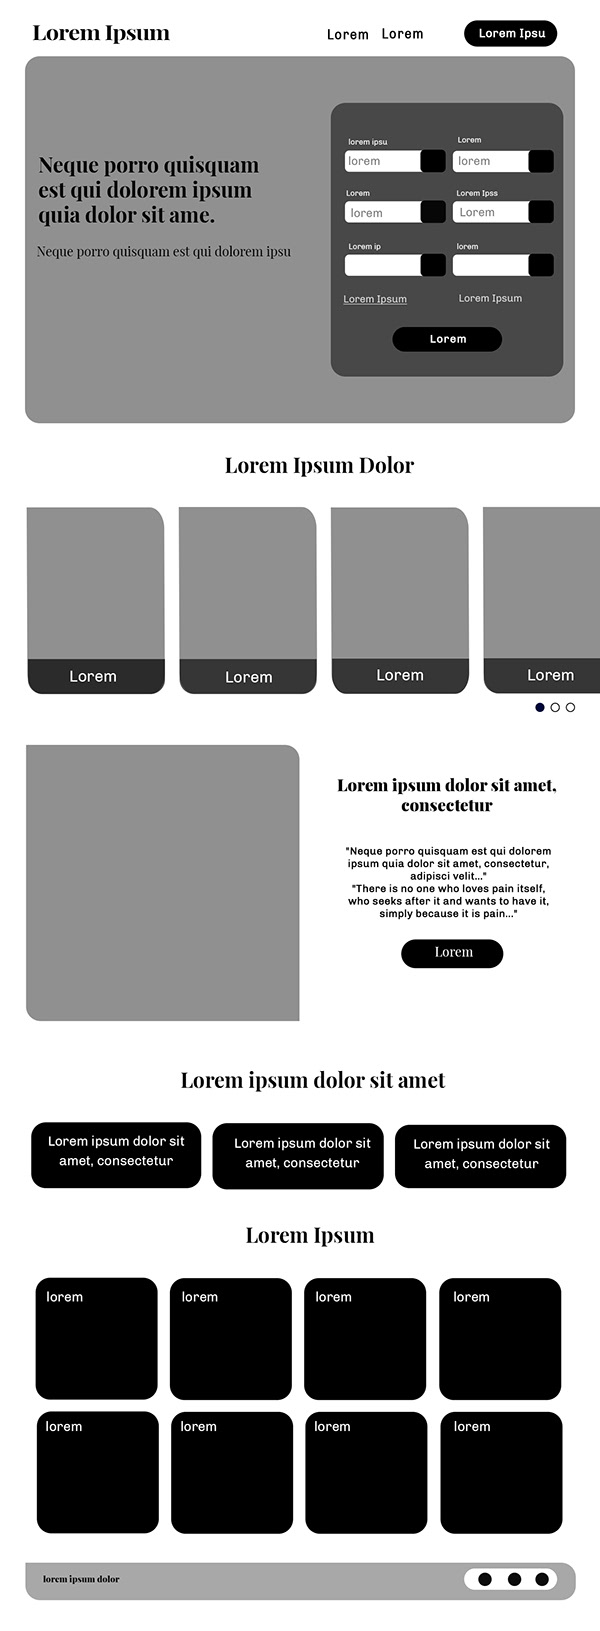 Lorem Ipsum
Lorem Lorem
Lorem Ipsu
Neque porro quisquam
est qui dolorem ipsum
quia dolor sit ame.
Neque porro quisquam est qui dolorem ipsu
lorem ipsu
Lorem
lorem
lorem
Lorem
Lorem Ipss
lorem
Lorem
Lorem ip
lorem
Lorem Ipsum
Lorem Ipsum
Lorem
Lorem Ipsum Dolor
Lorem
Lorem
Lorem
Lorem
Lorem ipsum dolor sit amet,
consectetur
"Neque porro quisquam est qui dolorem
ipsum quia dolor sit amet, consectetur,
adipisci velit..."
"There is no one who loves pain itself,
who seeks after it and wants to have it,
simply because it is pain..."
Lorem
Lorem ipsum dolor sit amet
Lorem ipsum dolor sit
amet, consectetur
Lorem ipsum dolor sit
amet, consectetur
Lorem ipsum dolor sit
amet, consectetur
Lorem Ipsum
lorem
lorem
lorem
lorem
lorem
lorem
lorem
lorem
lorem ipsum dolor